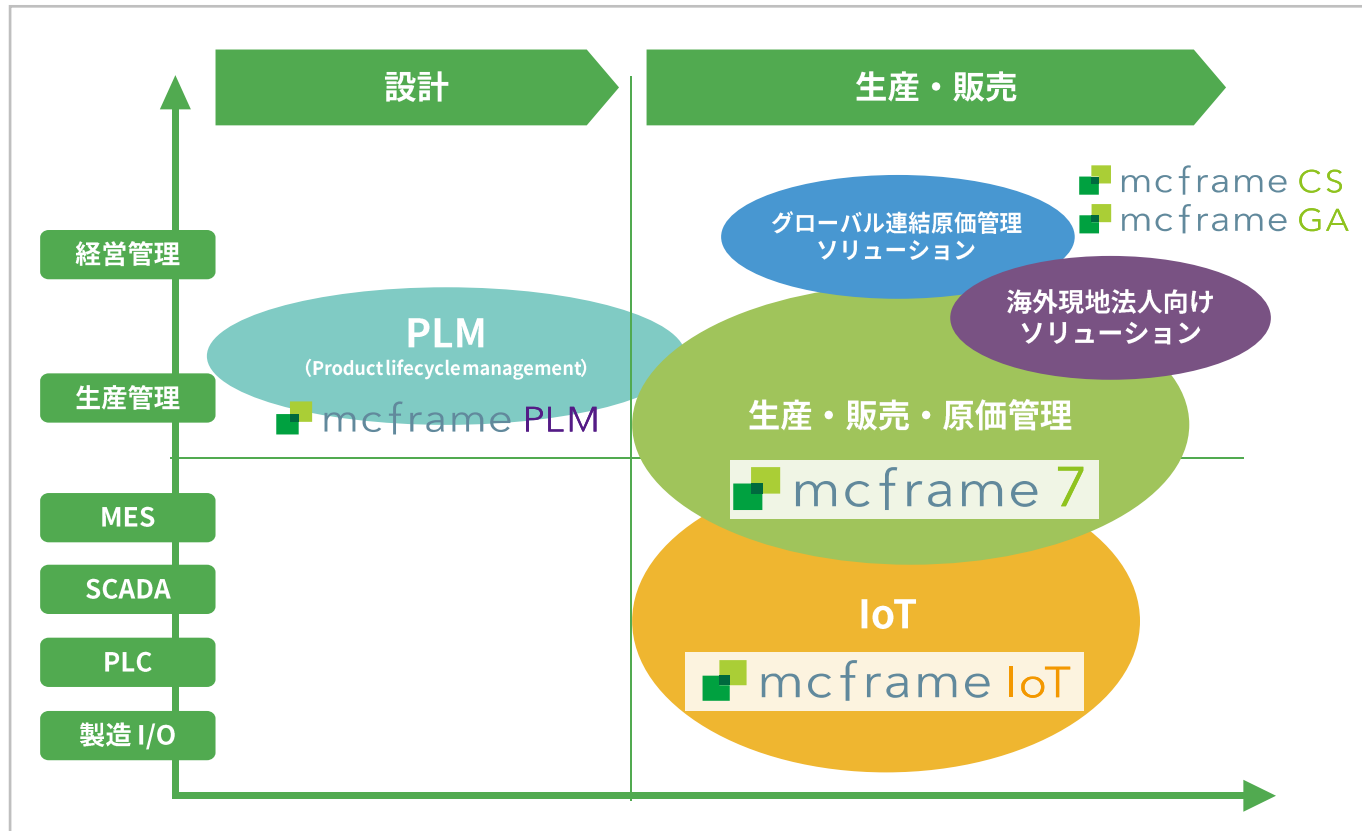 設計
生産・販売
mcframe CS
mcframe GA
グローバル連結原価管理
ソリューション
経営管理
海外現地法人向け
ソリューション
PLM
(Product lifecycle management)
mcframe PLM
生産管理
生産・販売・原価管理
mcframe 7
MES
SCADA
IoT
PLC
mcframe IoT
製造 I/O